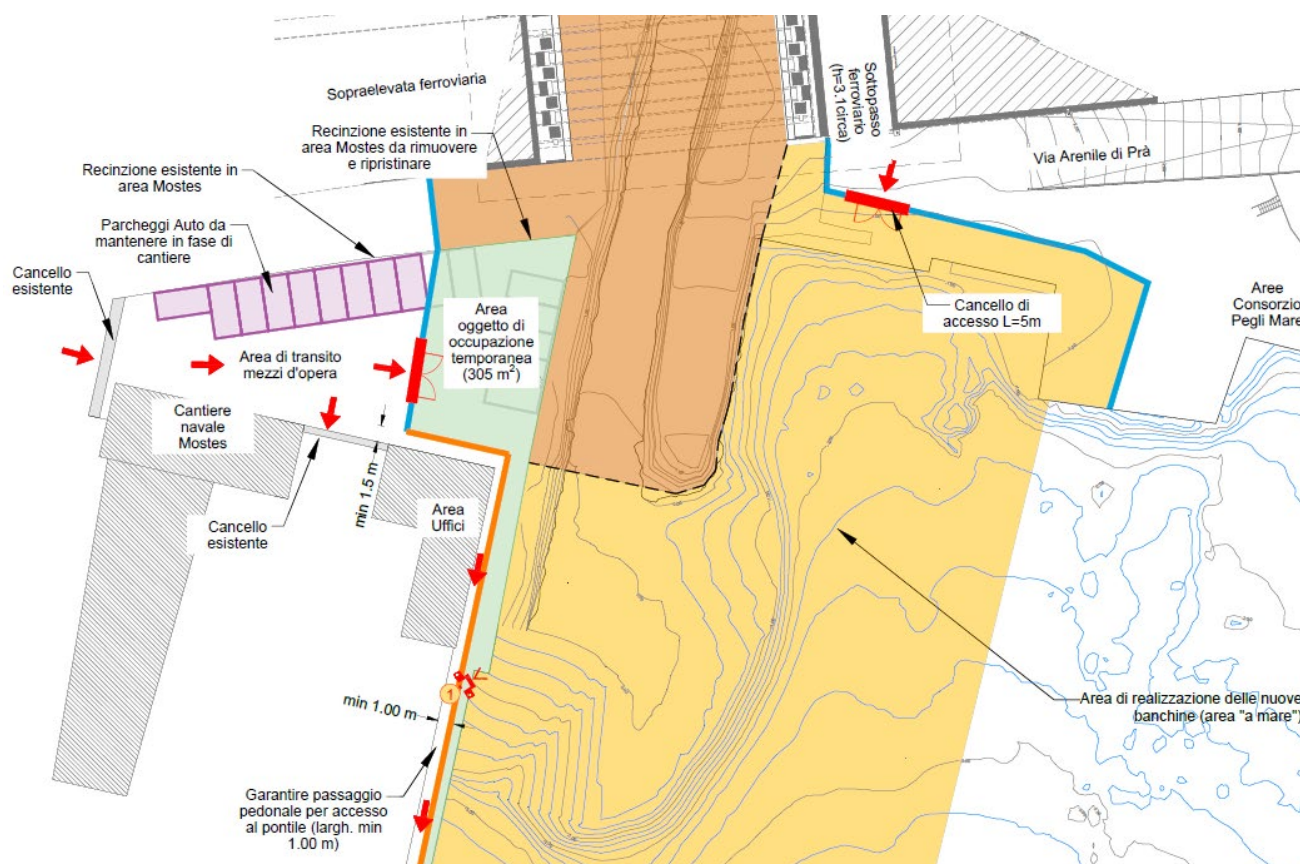 Sopraelevata ferroviaria
Sottopasso
ferroviario
(h=3.1circa)
Recinzione esistente in
area Mostes da rimuovere
e ripristinare
Via Arenile di Prà
Recinzione esistente in
area Mostes
Parcheggi Auto da
mantenere in fase di
cantiere
Cancello
esistente
Area
oggetto di
occupazione
temporanea
(305 m²)
Cancello di
accesso L=5m
Aree
Consorzio
Pegli Mare
Area di transito
mezzi d'opera
Cantiere
navale
Mostes
min 1.5 m
Cancello
esistente
Area
Uffici
1
min 1.00 m
Area di realizzazione delle nuove
banchine (area "a mare")
Garantire passaggio
pedonale per accesso
al pontile (largh. min
1.00 m)